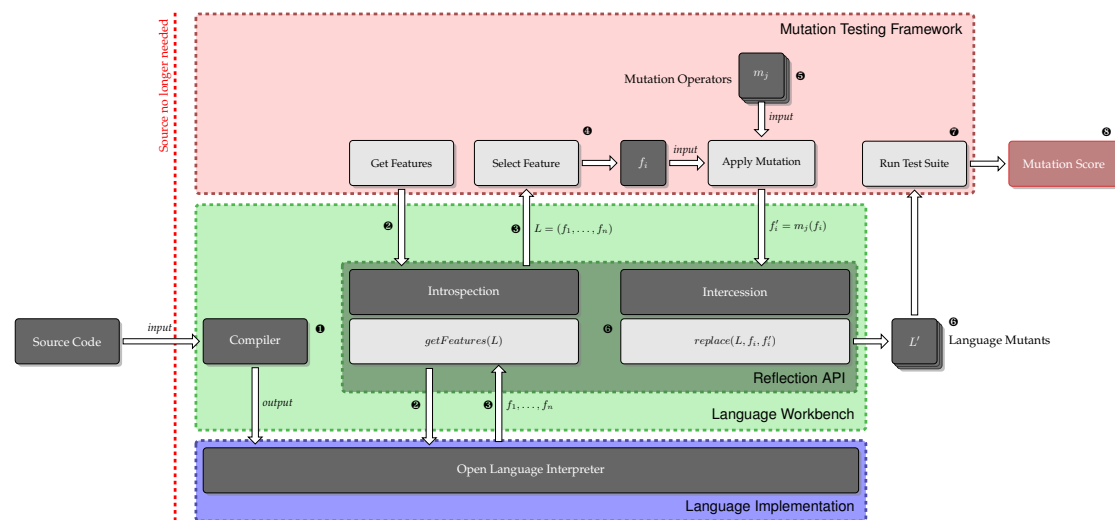 Source no longer needed
Mutation Testing Framework
Mutation Operators
m_j
❺
input
❹
❼
❽
Get Features
Select Feature
f_i
input
Apply Mutation
Run Test Suite
Mutation Score
❷
❸
L = (f_1, . . . , f_n)
f'_i = m_j(f_i)
Introspection
Intercession
Source Code
input
Compiler
❶
getFeatures(L)
❻
replace(L, f_i, f'_i)
L'
❻
Language Mutants
Reflection API
output
❷
❸
f_1, . . . , f_n
Language Workbench
Open Language Interpreter
Language Implementation